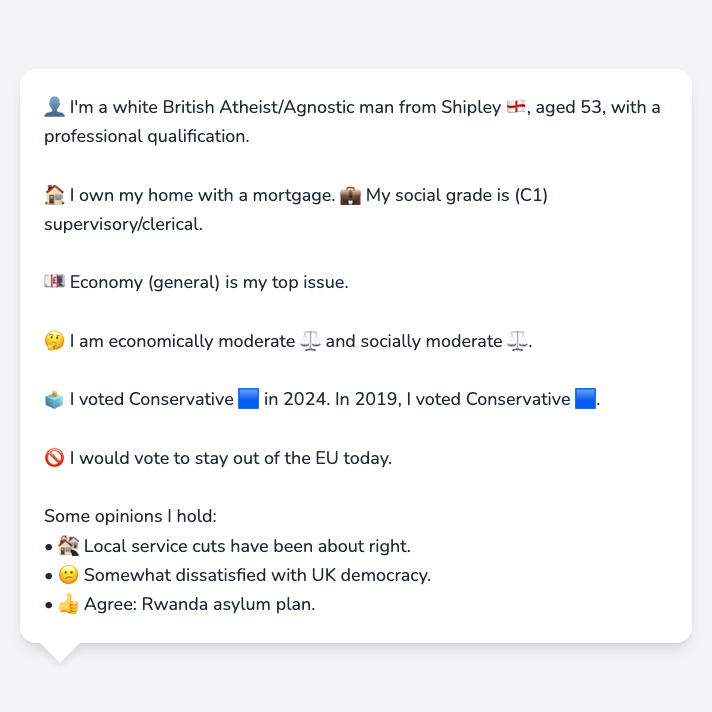 👤 I'm a white British Atheist/Agnostic man from Shipley 🏴󠁧󠁢󠁥󠁮󠁧󠁿, aged 53, with a
professional qualification.
🏠 I own my home with a mortgage. 💼 My social grade is (C1)
supervisory/clerical.
💷 Economy (general) is my top issue.
🤔 I am economically moderate ⚖️ and socially moderate ⚖️.
🗳️ I voted Conservative 🟦 in 2024. In 2019, I voted Conservative 🟦.
🚫 I would vote to stay out of the EU today.
Some opinions I hold:
• 🏚️ Local service cuts have been about right.
• 😕 Somewhat dissatisfied with UK democracy.
• 👍 Agree: Rwanda asylum plan.